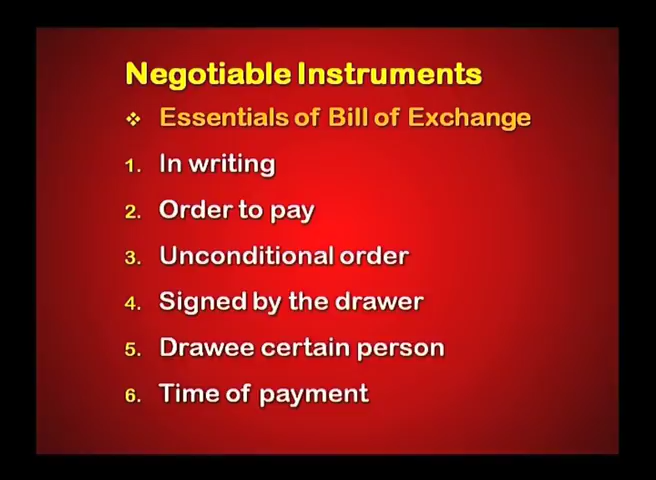 Negotiable Instruments
❖ Essentials of Bill of Exchange
1. In writing
2. Order to pay
3. Unconditional order
4. Signed by the drawer
5. Drawee certain person
6. Time of payment